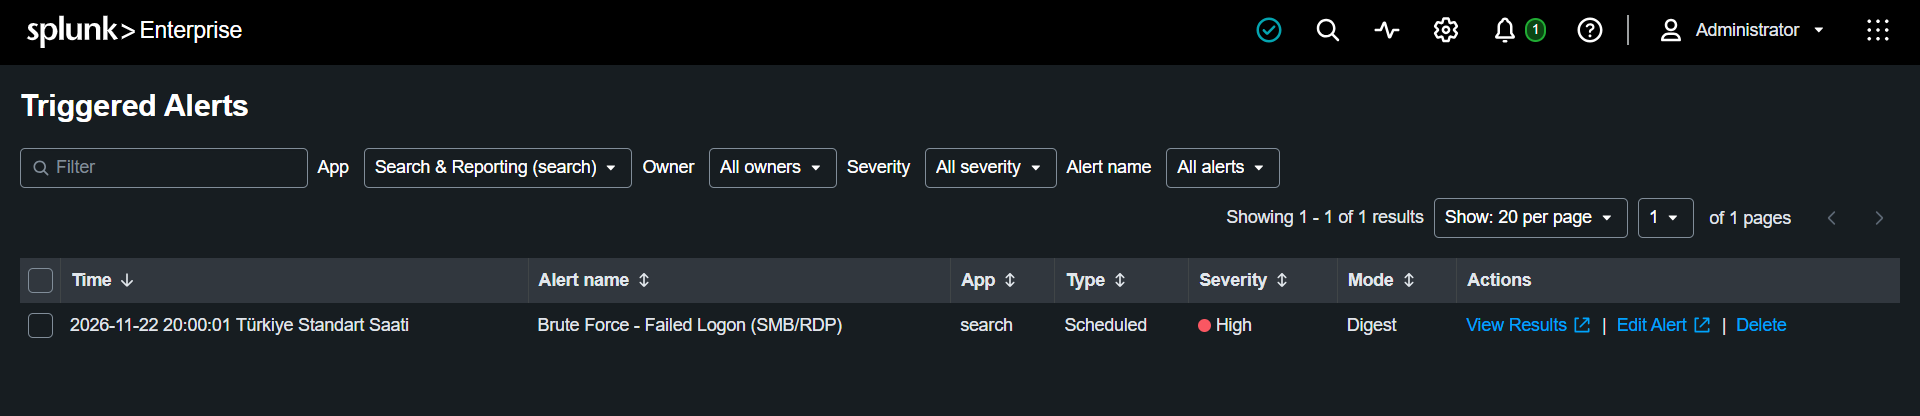 splunk> Enterprise
1
Administrator
Triggered Alerts
Filter App Search & Reporting (search) Owner All owners Severity All severity Alert name All alerts
Showing 1 - 1 of 1 results Show: 20 per page 1 of 1 pages
Time Alert name App Type Severity Mode Actions
2026-11-22 20:00:01 Türkiye Standart Saati Brute Force - Failed Logon (SMB/RDP) search Scheduled High Digest View Results | Edit Alert | Delete